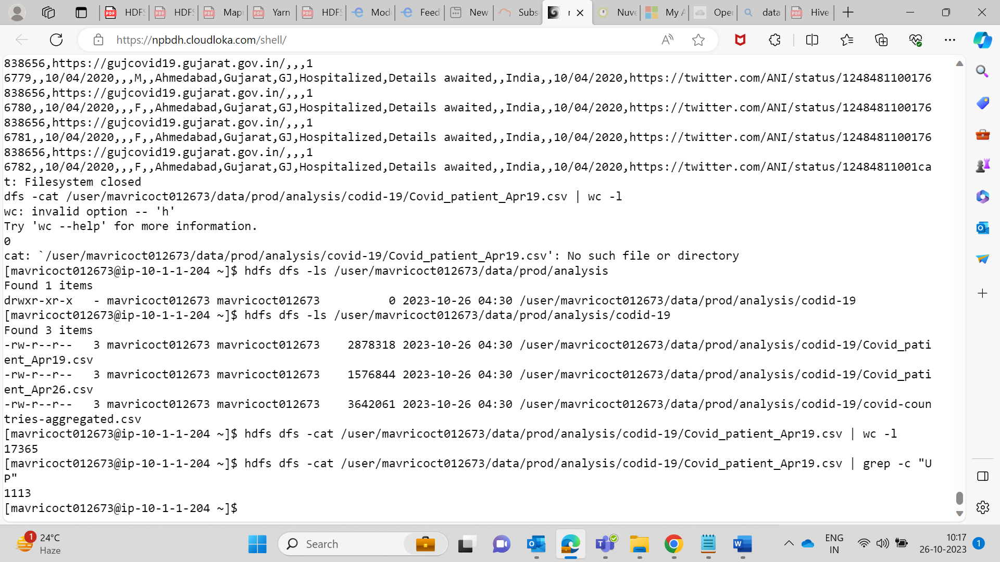 HDFS
HDFS
Map
Yarn
HDFS
Mod
Feed
New
Subs
Nuve
My A
Oper
data
Hive
https://npbdh.cloudloka.com/shell/
838656,https://gujcovid19.gujarat.gov.in/,,,1
6779,,10/04/2020,,,M,,Ahmedabad,Gujarat,GJ,Hospitalized,Details awaited,,India,,10/04/2020,https://twitter.com/ANI/status/1248481100176
838656,https://gujcovid19.gujarat.gov.in/,,,1
6780,,10/04/2020,,,F,,Ahmedabad,Gujarat,GJ,Hospitalized,Details awaited,,India,,10/04/2020,https://twitter.com/ANI/status/1248481100176
838656,https://gujcovid19.gujarat.gov.in/,,,1
6781,,10/04/2020,,,F,,Ahmedabad,Gujarat,GJ,Hospitalized,Details awaited,,India,,10/04/2020,https://twitter.com/ANI/status/1248481100176
838656,https://gujcovid19.gujarat.gov.in/,,,1
6782,,10/04/2020,,,F,,Ahmedabad,Gujarat,GJ,Hospitalized,Details awaited,,India,,10/04/2020,https://twitter.com/ANI/status/12484811001ca
t: Filesystem closed
dfs -cat /user/mavricoct012673/data/prod/analysis/codid-19/Covid_patient_Apr19.csv | wc -l
wc: invalid option -- 'h'
Try 'wc --help' for more information.
0
cat: `/user/mavricoct012673/data/prod/analysis/covid-19/Covid_patient_Apr19.csv': No such file or directory
[mavricoct012673@ip-10-1-1-204 ~]$ hdfs dfs -ls /user/mavricoct012673/data/prod/analysis
Found 1 items
drwxr-xr-x   - mavricoct012673 mavricoct012673          0 2023-10-26 04:30 /user/mavricoct012673/data/prod/analysis/codid-19
[mavricoct012673@ip-10-1-1-204 ~]$ hdfs dfs -ls /user/mavricoct012673/data/prod/analysis/codid-19
Found 3 items
-rw-r--r--   3 mavricoct012673 mavricoct012673    2878318 2023-10-26 04:30 /user/mavricoct012673/data/prod/analysis/codid-19/Covid_pati
ent_Apr19.csv
-rw-r--r--   3 mavricoct012673 mavricoct012673    1576844 2023-10-26 04:30 /user/mavricoct012673/data/prod/analysis/codid-19/Covid_pati
ent_Apr26.csv
-rw-r--r--   3 mavricoct012673 mavricoct012673    3642061 2023-10-26 04:30 /user/mavricoct012673/data/prod/analysis/codid-19/covid-coun
tries-aggregated.csv
[mavricoct012673@ip-10-1-1-204 ~]$ hdfs dfs -cat /user/mavricoct012673/data/prod/analysis/codid-19/Covid_patient_Apr19.csv | wc -l
17365
[mavricoct012673@ip-10-1-1-204 ~]$ hdfs dfs -cat /user/mavricoct012673/data/prod/analysis/codid-19/Covid_patient_Apr19.csv | grep -c "U
P"
1113
[mavricoct012673@ip-10-1-1-204 ~]$
1
24°C
Haze
Search
ENG
IN
10:17
26-10-2023
1